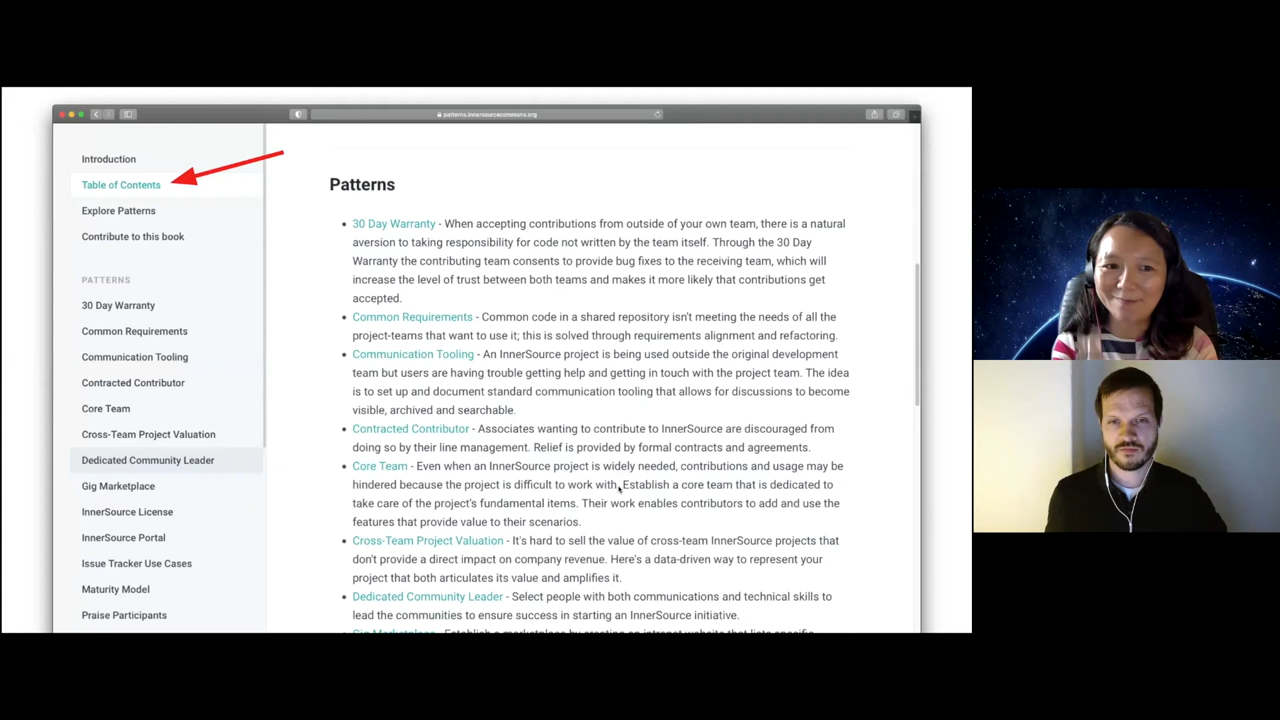 patterns.innersourcecommons.org
Introduction
Table of Contents
Explore Patterns
Contribute to this book
PATTERNS
30 Day Warranty
Common Requirements
Communication Tooling
Contracted Contributor
Core Team
Cross-Team Project Valuation
Dedicated Community Leader
Gig Marketplace
InnerSource License
InnerSource Portal
Issue Tracker Use Cases
Maturity Model
Praise Participants
Patterns
• 30 Day Warranty - When accepting contributions from outside of your own team, there is a natural
aversion to taking responsibility for code not written by the team itself. Through the 30 Day
Warranty the contributing team consents to provide bug fixes to the receiving team, which will
increase the level of trust between both teams and makes it more likely that contributions get
accepted.
• Common Requirements - Common code in a shared repository isn't meeting the needs of all the
project-teams that want to use it; this is solved through requirements alignment and refactoring.
• Communication Tooling - An InnerSource project is being used outside the original development
team but users are having trouble getting help and getting in touch with the project team. The idea
is to set up and document standard communication tooling that allows for discussions to become
visible, archived and searchable.
• Contracted Contributor - Associates wanting to contribute to InnerSource are discouraged from
doing so by their line management. Relief is provided by formal contracts and agreements.
• Core Team - Even when an InnerSource project is widely needed, contributions and usage may be
hindered because the project is difficult to work with. Establish a core team that is dedicated to
take care of the project's fundamental items. Their work enables contributors to add and use the
features that provide value to their scenarios.
• Cross-Team Project Valuation - It's hard to sell the value of cross-team InnerSource projects that
don't provide a direct impact on company revenue. Here's a data-driven way to represent your
project that both articulates its value and amplifies it.
• Dedicated Community Leader - Select people with both communications and technical skills to
lead the communities to ensure success in starting an InnerSource initiative.
Gig Marketplace - Establish a marketplace by creating an intranet website that lists specific